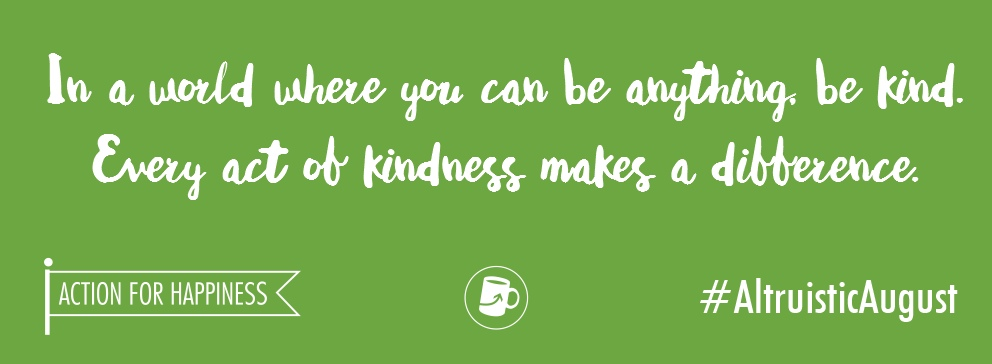 In a world where you can be anything, be kind.
Every act of kindness makes a difference.
ACTION FOR HAPPINESS
#AltruisticAugust